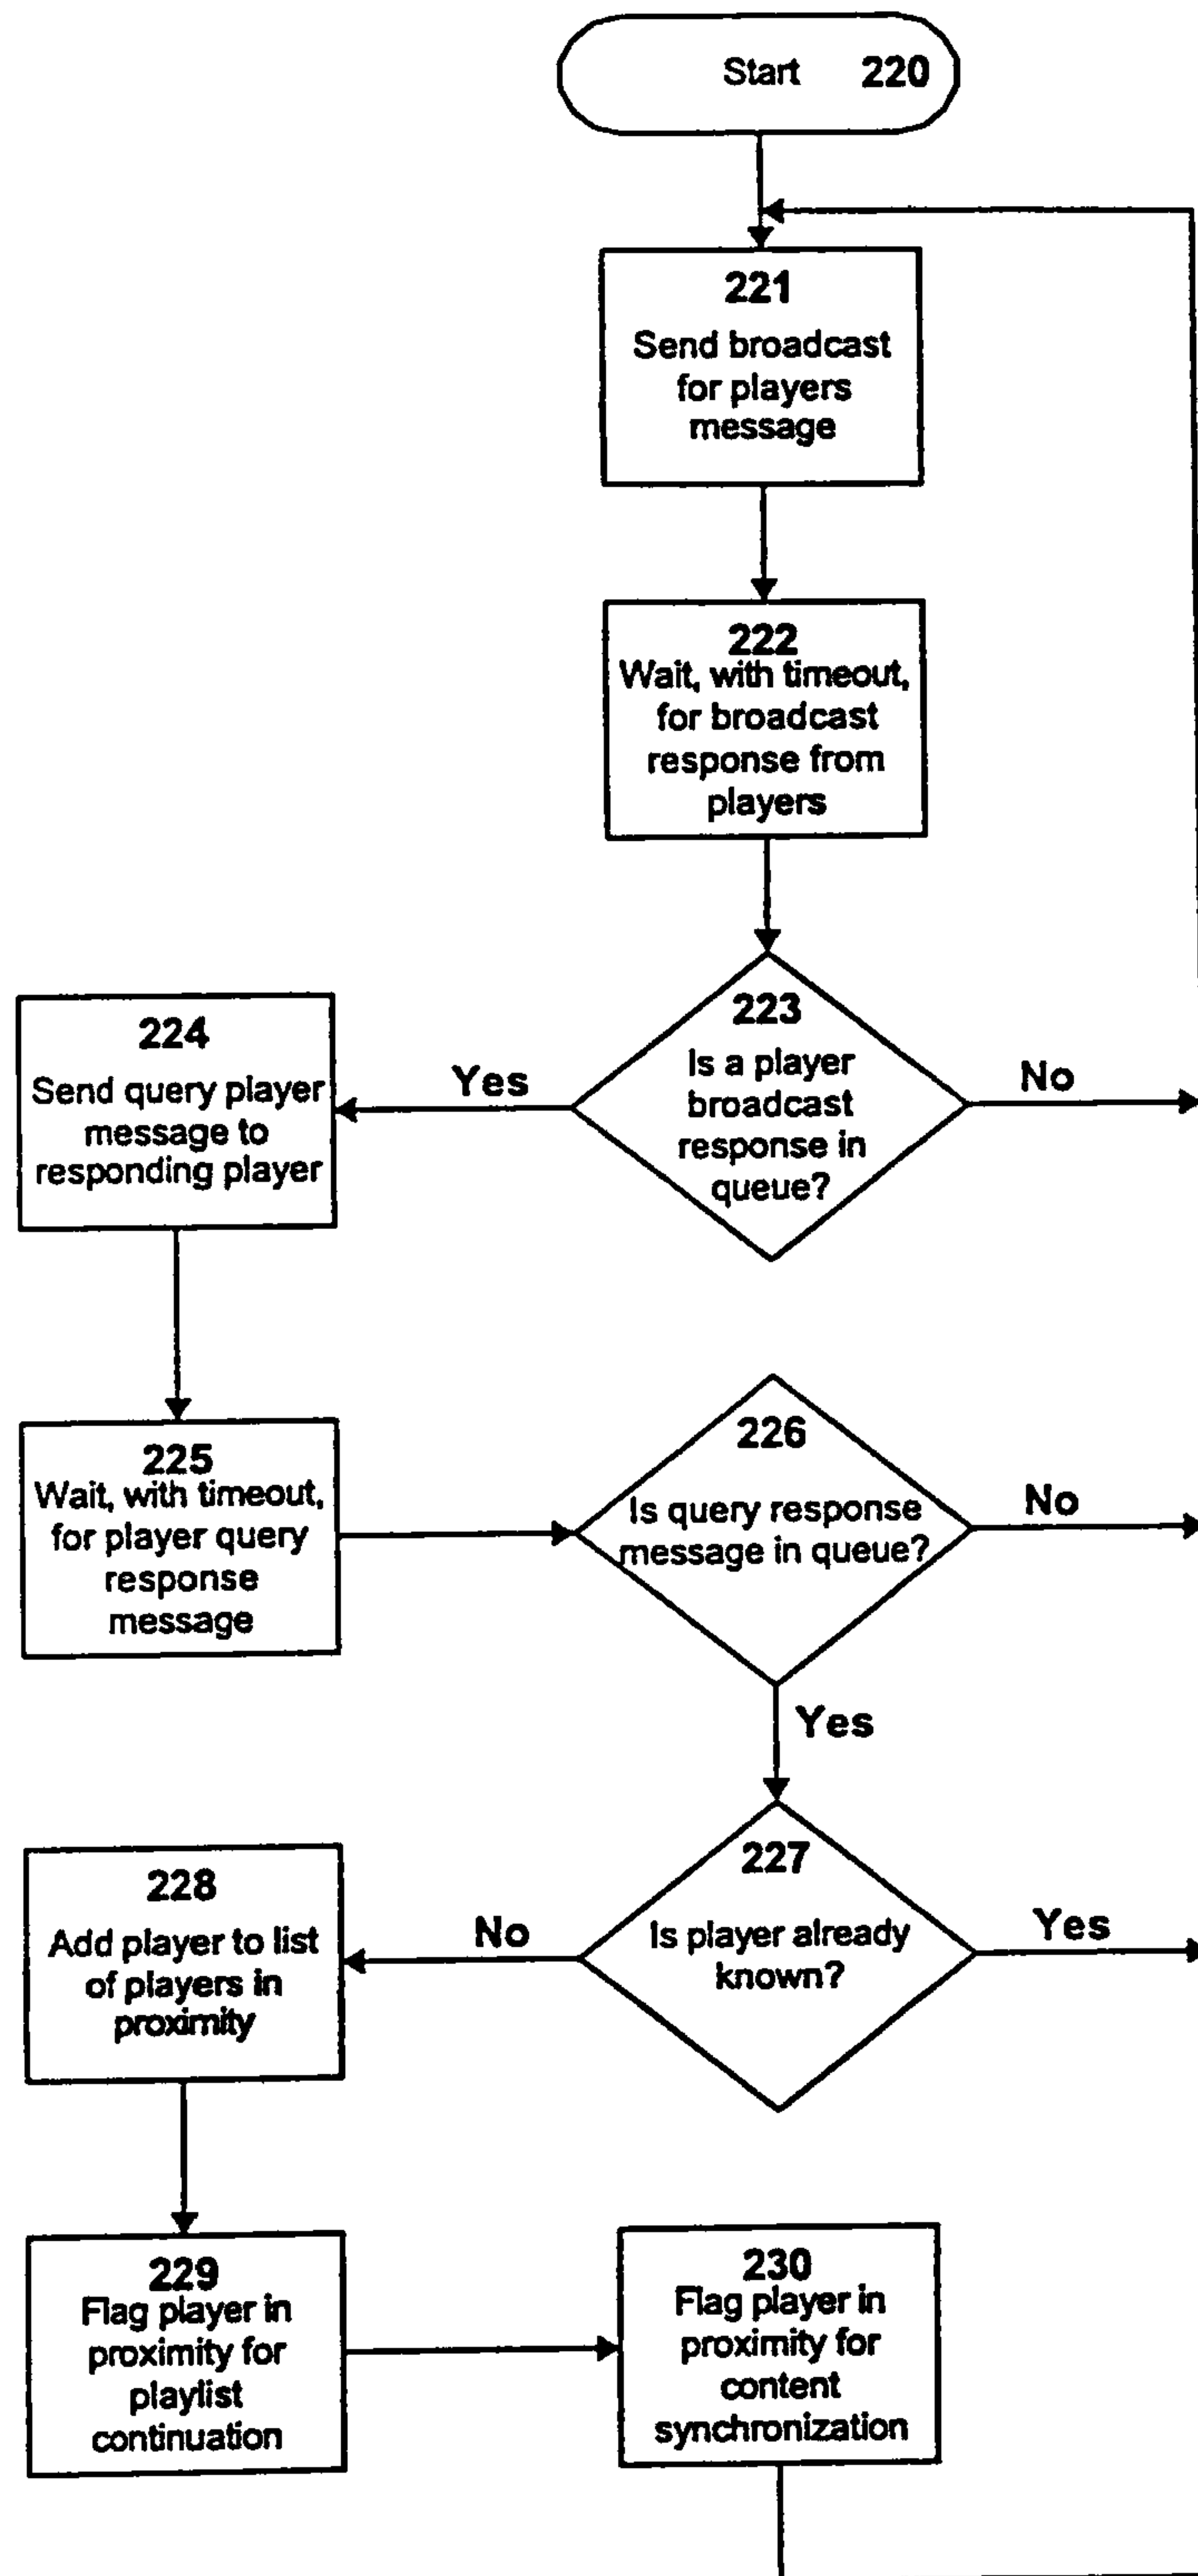 Start 220
221
Send broadcast
for players
message
222
Wait, with timeout,
for broadcast
response from
players
223
Is a player
broadcast
response in
queue?
Yes
No
224
Send query player
message to
responding player
225
Wait, with timeout,
for player query
response
message
226
Is query response
message in queue?
No
Yes
227
Is player already
known?
No
Yes
228
Add player to list
of players in
proximity
229
Flag player in
proximity for
playlist
continuation
230
Flag player in
proximity for
content
synchronization